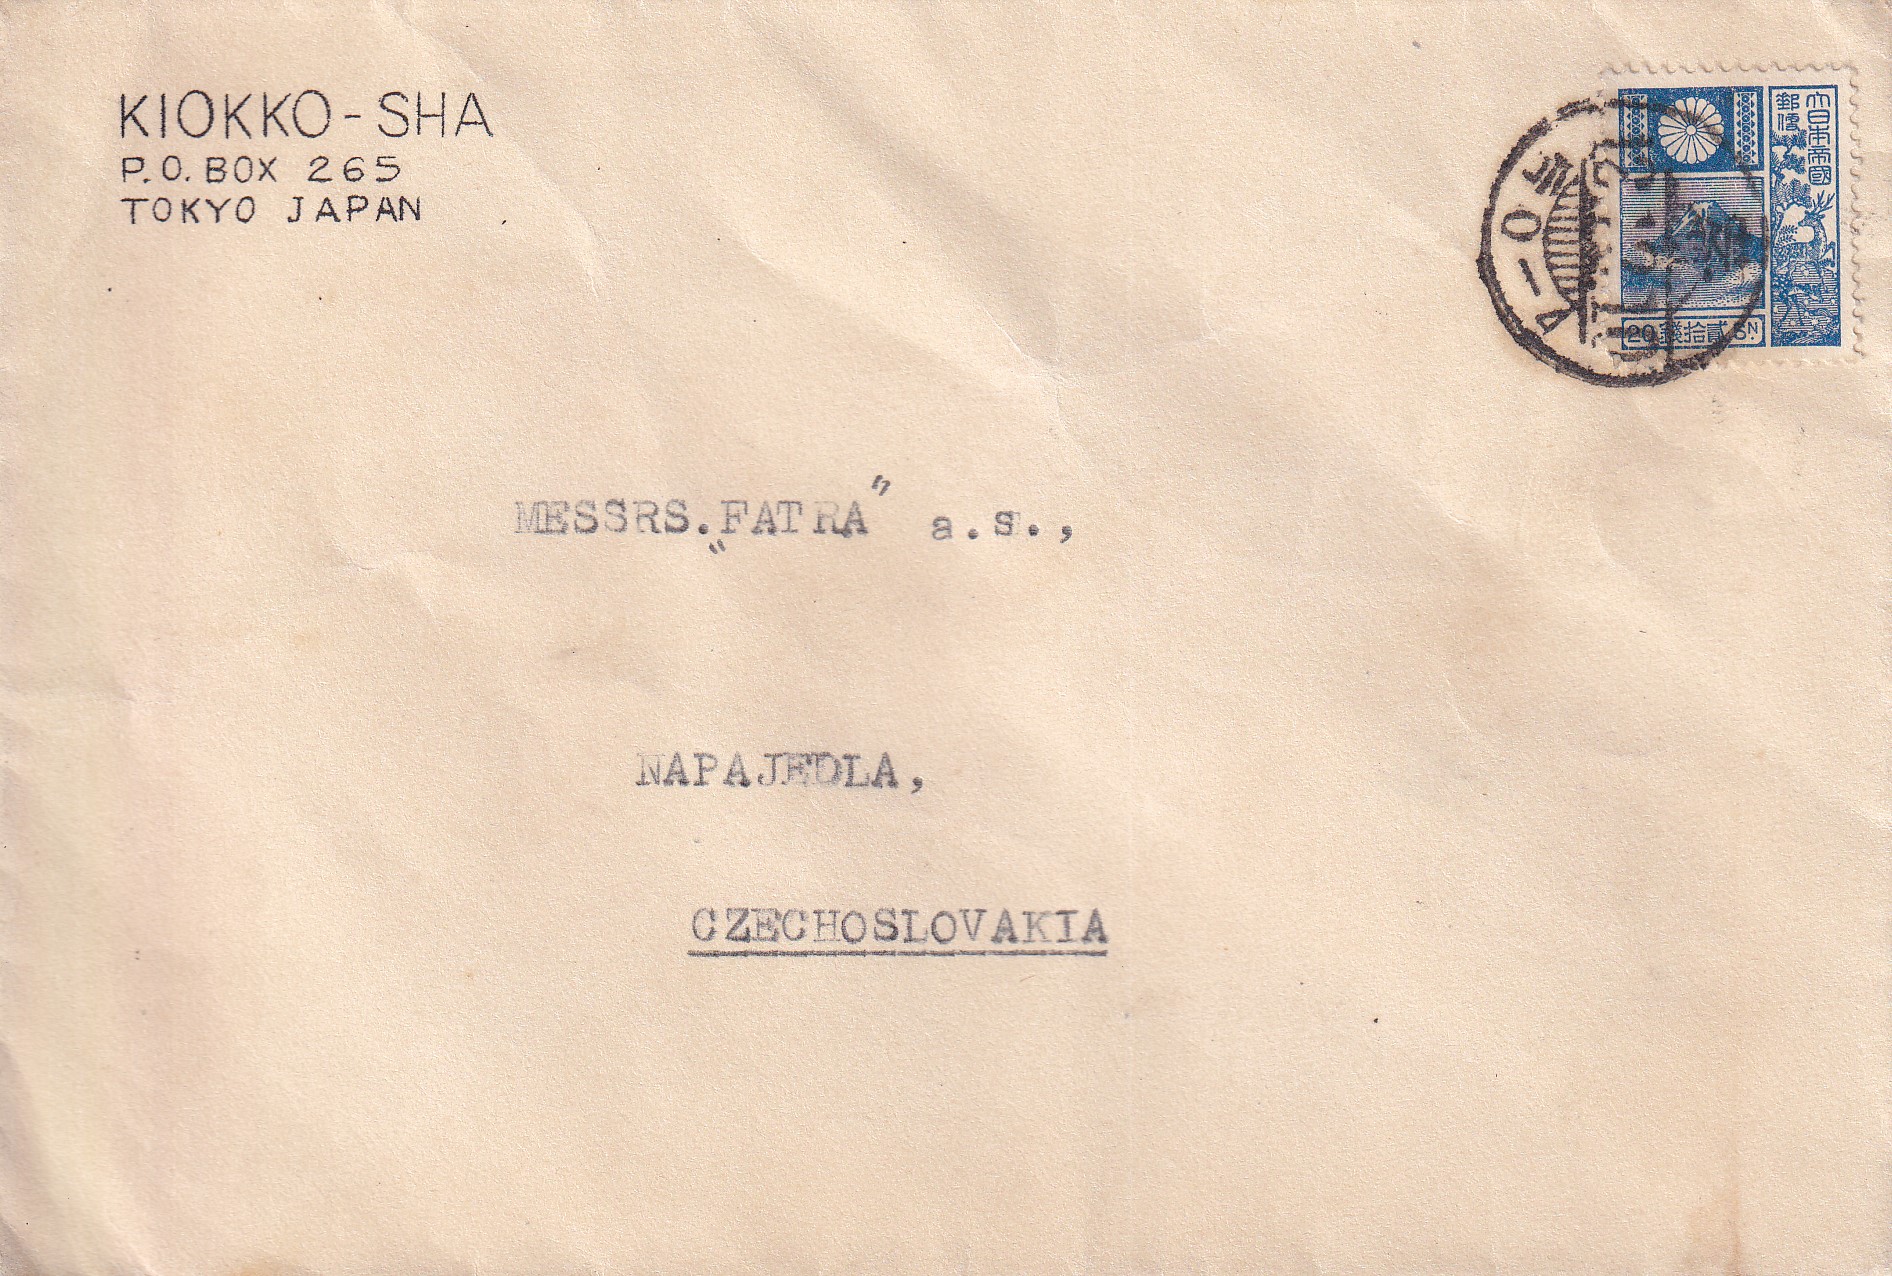 KIOKKO-SHA
P.O. BOX 265
TOKYO JAPAN
大日本帝國
郵便
20 錢拾貳 SN.
MESSRS. „FATRA" a.s.,
NAPAJEDLA,
CZECHOSLOVAKIA